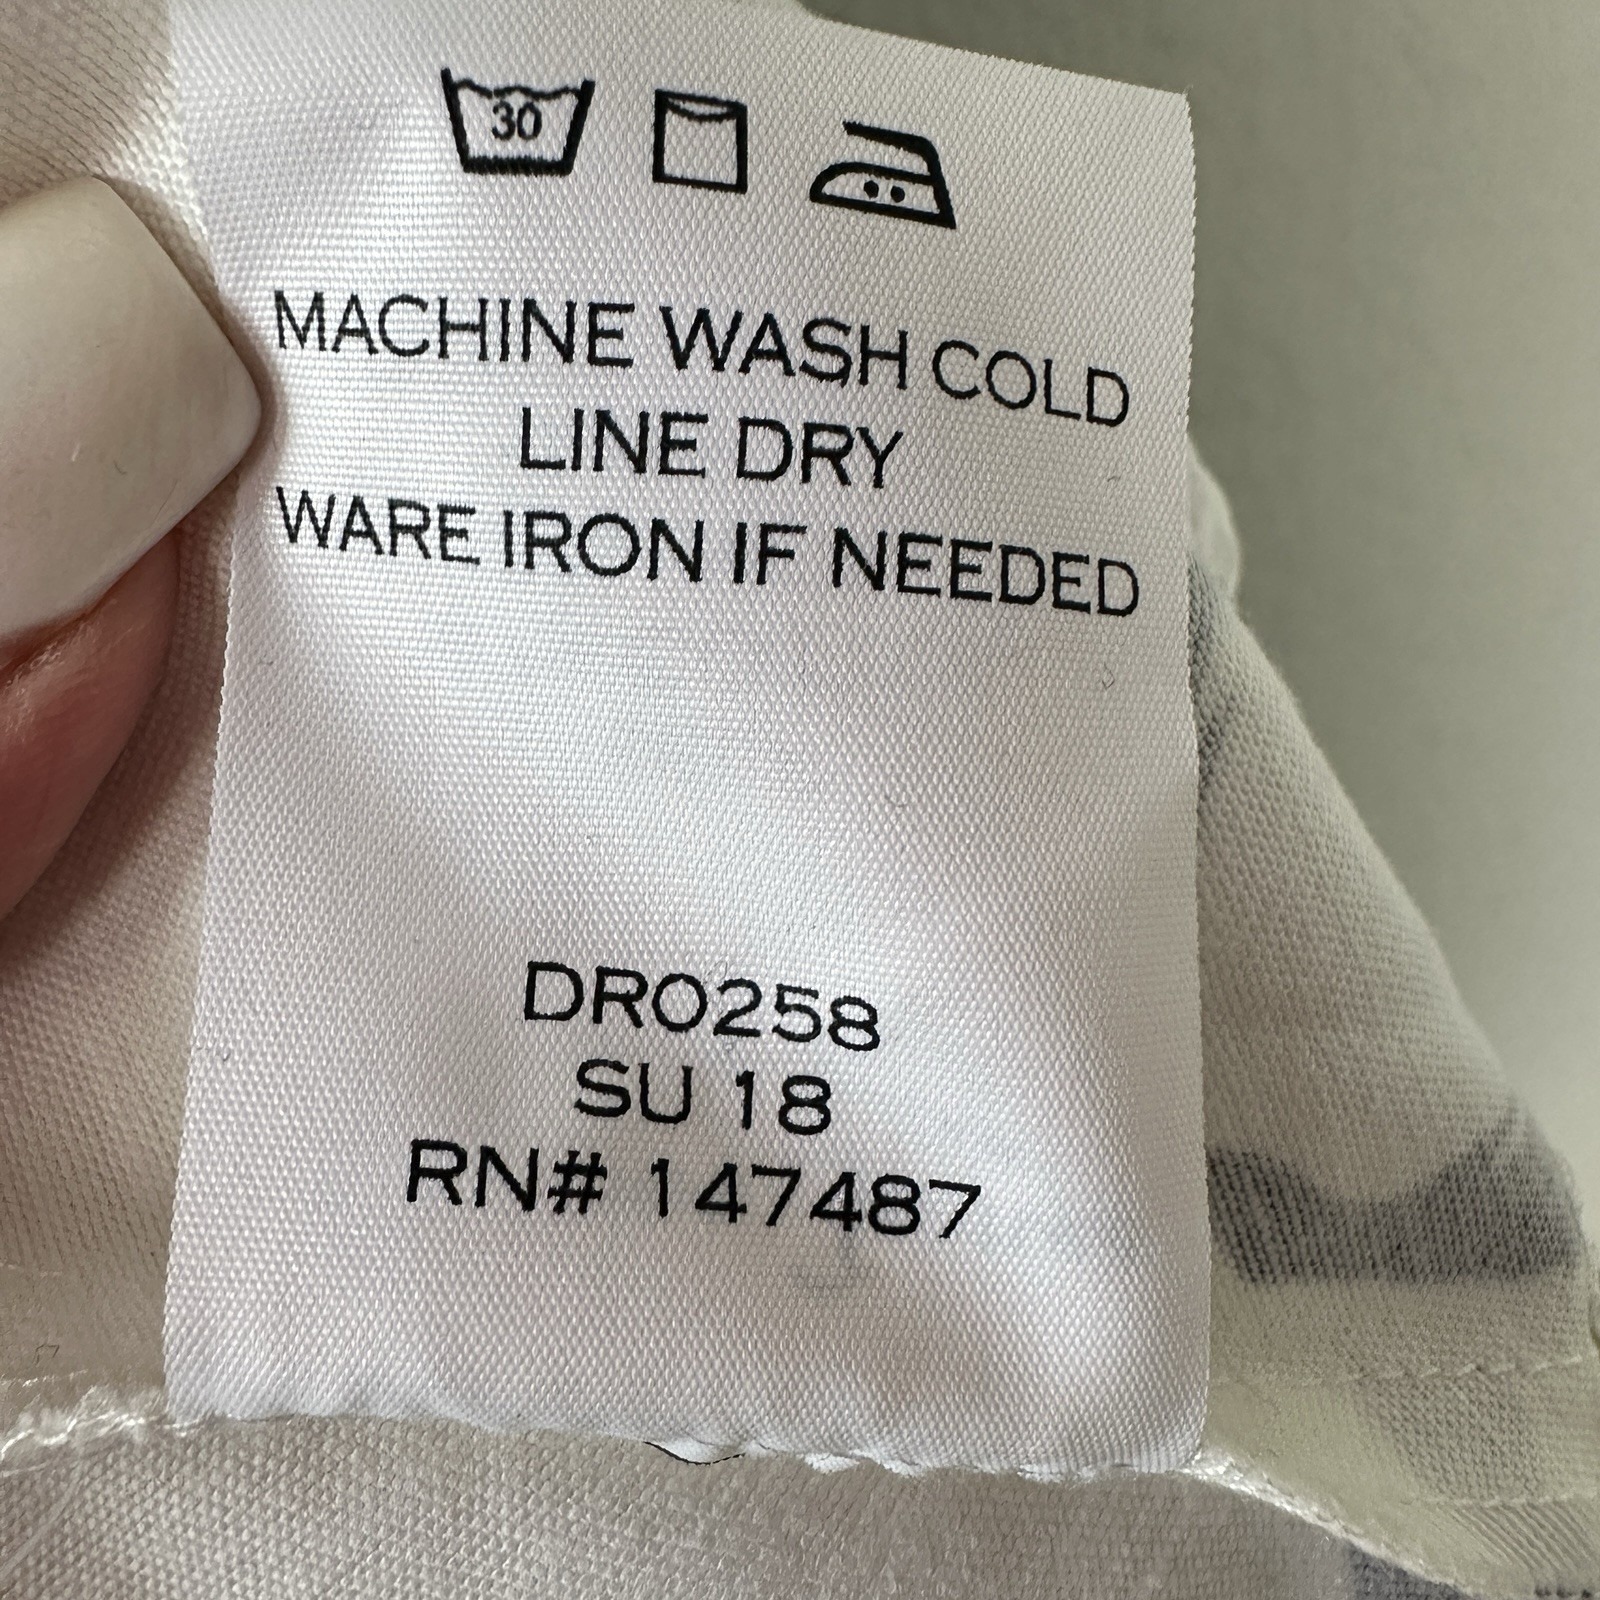 30
MACHINE WASH COLD
LINE DRY
WARE IRON IF NEEDED
DR0258
SU 18
RN# 147487